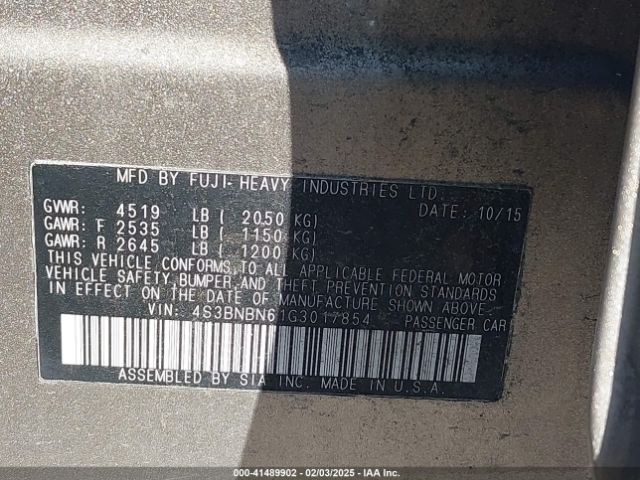 MFD BY FUJI HEAVY INDUSTRIES LTD.
GVWR: 4519 LB ( 2050 KG) DATE: 10/15
GAWR: F 2535 LB ( 1150 KG)
GAWR: R 2645 LB ( 1200 KG)
THIS VEHICLE CONFORMS TO ALL APPLICABLE FEDERAL MOTOR
VEHICLE SAFETY, BUMPER, AND THEFT PREVENTION STANDARDS
IN EFFECT ON THE DATE OF MANUFACTURE SHOWN ABOVE.
VIN: 4S3BNBN61G3017854 PASSENGER CAR
ASSEMBLED BY SIA INC. MADE IN U.S.A.
000-41489902 - 02/03/2025 - IAA Inc.